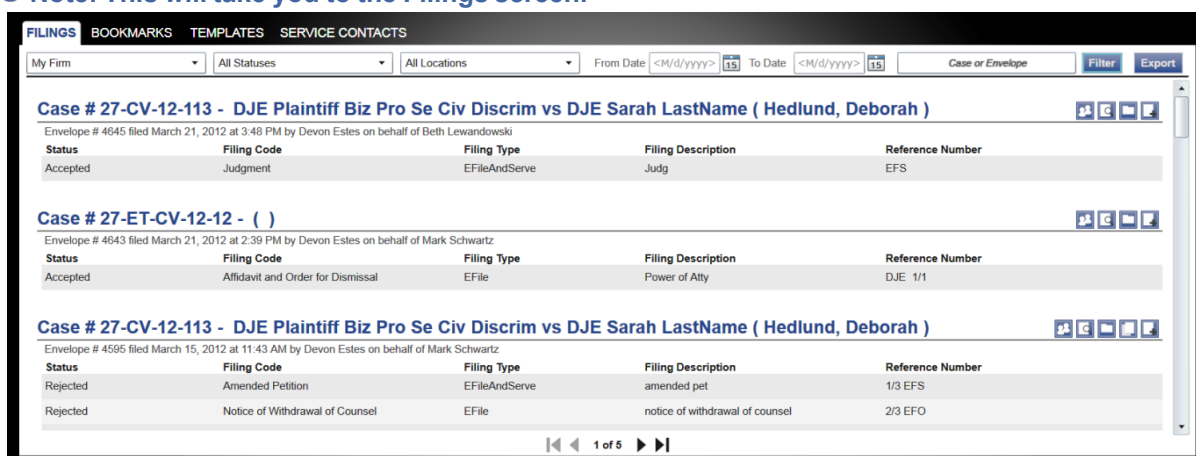 Note: This will take you to the Filings screen.
FILINGS BOOKMARKS TEMPLATES SERVICE CONTACTS
My Firm All Statuses All Locations From Date <M/d/yyyy> 15 To Date <M/d/yyyy> 15 Case or Envelope Filter Export
Case # 27-CV-12-113 - DJE Plaintiff Biz Pro Se Civ Discrim vs DJE Sarah LastName ( Hedlund, Deborah )
Envelope # 4645 filed March 21, 2012 at 3:48 PM by Devon Estes on behalf of Beth Lewandowski
Status Filing Code Filing Type Filing Description Reference Number
Accepted Judgment EFileAndServe Judg EFS
Case # 27-ET-CV-12-12 - ( )
Envelope # 4643 filed March 21, 2012 at 2:39 PM by Devon Estes on behalf of Mark Schwartz
Status Filing Code Filing Type Filing Description Reference Number
Accepted Affidavit and Order for Dismissal EFile Power of Atty DJE 1/1
Case # 27-CV-12-113 - DJE Plaintiff Biz Pro Se Civ Discrim vs DJE Sarah LastName ( Hedlund, Deborah )
Envelope # 4595 filed March 15, 2012 at 11:43 AM by Devon Estes on behalf of Mark Schwartz
Status Filing Code Filing Type Filing Description Reference Number
Rejected Amended Petition EFileAndServe amended pet 1/3 EFS
Rejected Notice of Withdrawal of Counsel EFile notice of withdrawal of counsel 2/3 EFO
1 of 5